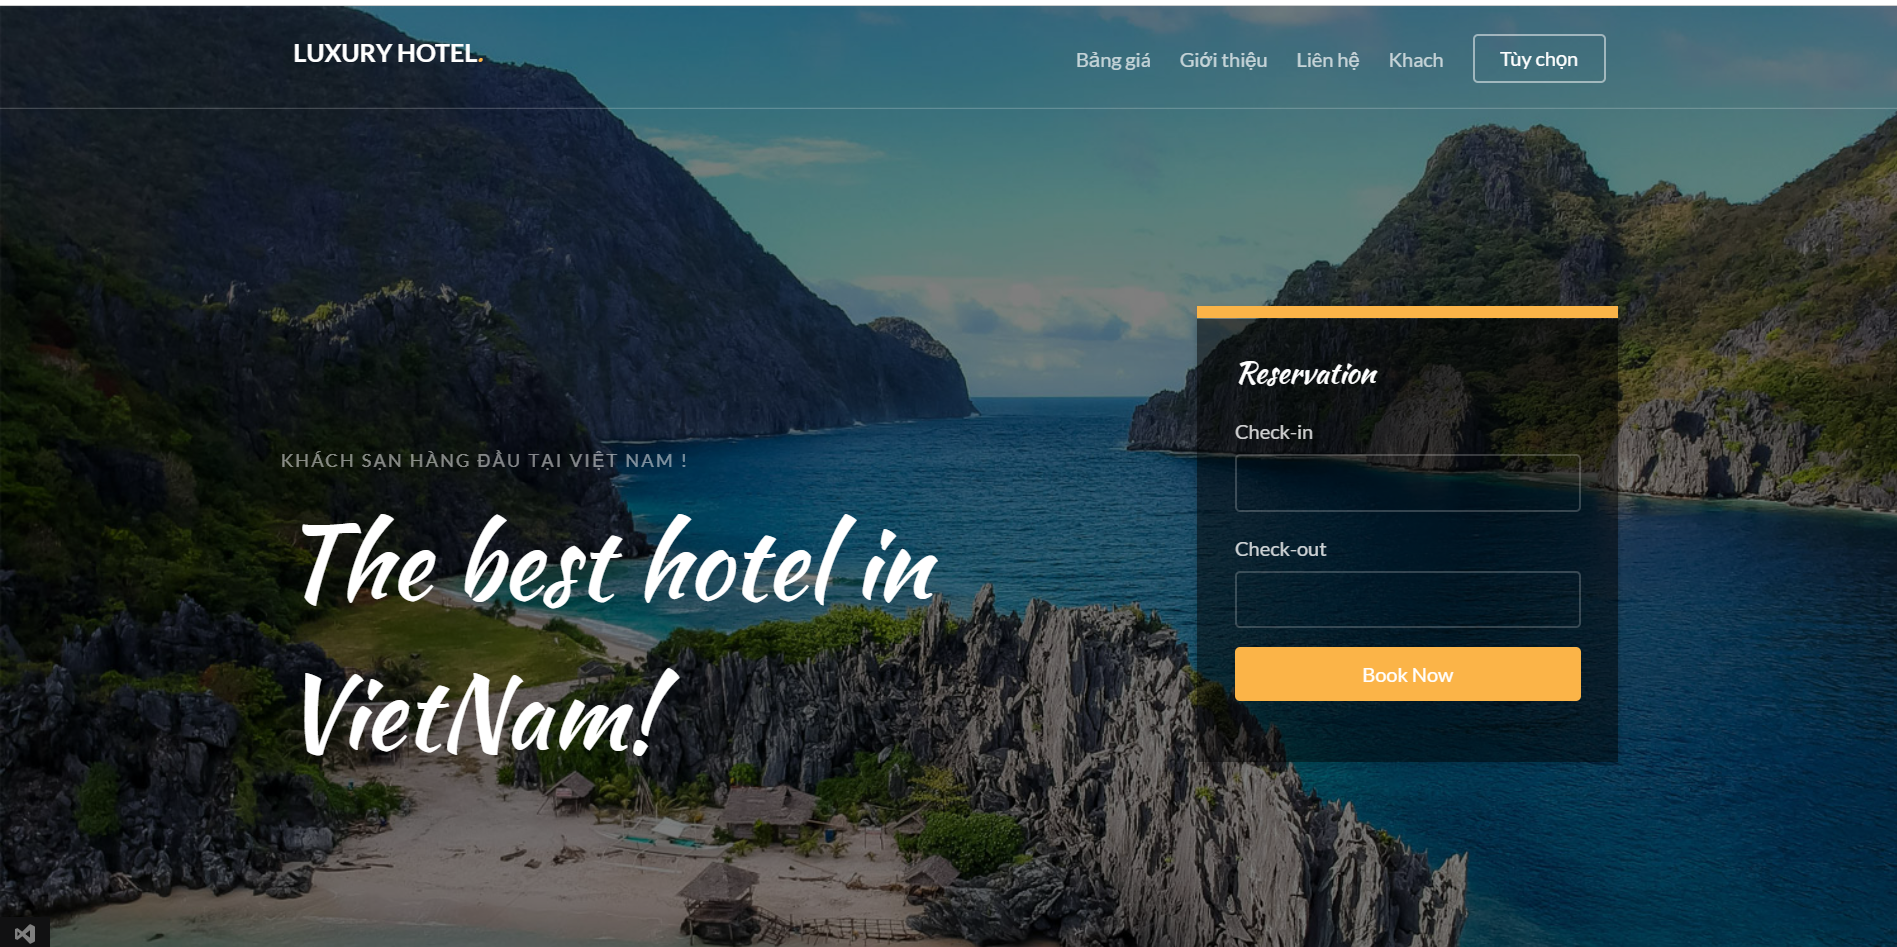 LUXURY HOTEL.
Bảng giá
Giới thiệu
Liên hệ
Khach
Tùy chọn
KHÁCH SẠN HÀNG ĐẦU TẠI VIỆT NAM !
The best hotel in
VietNam!
Reservation
Check-in
Check-out
Book Now